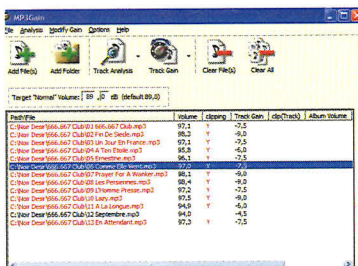 MP3Gain
File Analysis Modify Gain Options Help
Add File(s) Add Folder Track Analysis Track Gain Clear File(s) Clear All
Target "Normal" Volume: 89 ,0 dB (default 89,0)
Path\File Volume clipping Track Gain clip(Track) Album Volume
C:\Noir Desir\666.667 Club\01 666.667 Club.mp3 97,1 Y -7,5
C:\Noir Desir\666.667 Club\02 Fin De Siecle.mp3 98,3 Y -9,0
C:\Noir Desir\666.667 Club\03 Un Jour En France.mp3 97,1 Y -7,5
C:\Noir Desir\666.667 Club\04 A Ton Etoile.mp3 95,8 Y -6,0
C:\Noir Desir\666.667 Club\05 Ernestine.mp3 96,1 Y -7,5
C:\Noir Desir\666.667 Club\06 Comme Elle Vient.mp3 97,0 Y -7,5
C:\Noir Desir\666.667 Club\07 Prayer For A Wanker.mp3 98,1 Y -9,0
C:\Noir Desir\666.667 Club\08 Les Persiennes.mp3 98,4 Y -9,0
C:\Noir Desir\666.667 Club\09 L'Homme Presse.mp3 97,2 Y -7,5
C:\Noir Desir\666.667 Club\10 Lazy.mp3 97,5 Y -9,0
C:\Noir Desir\666.667 Club\11 A La Longue.mp3 94,9 Y -6,0
C:\Noir Desir\666.667 Club\12 Septembre.mp3 94,0 -4,5
C:\Noir Desir\666.667 Club\13 En Attendant.mp3 97,3 Y -7,5